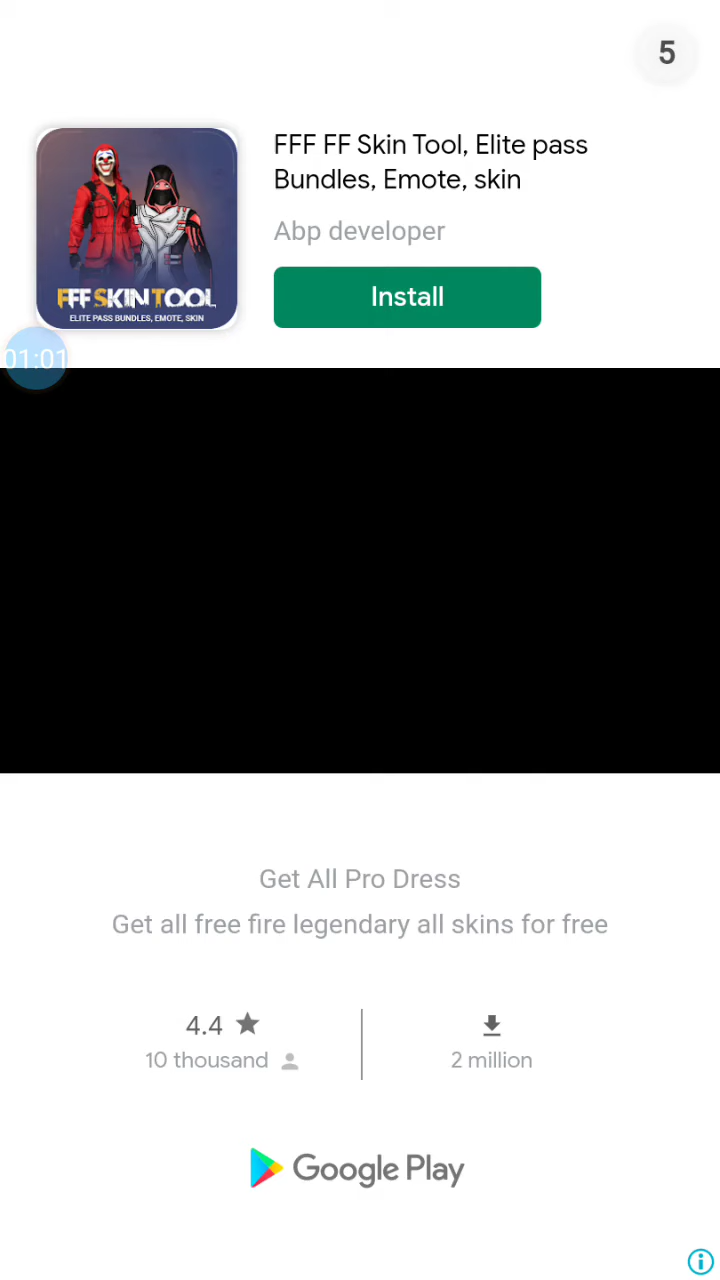 5
FFF FF Skin Tool, Elite pass
Bundles, Emote, skin
Abp developer
Install
FFF SKIN TOOL
ELITE PASS BUNDLES, EMOTE, SKIN
01:01
Get All Pro Dress
Get all free fire legendary all skins for free
4.4
10 thousand
2 million
Google Play